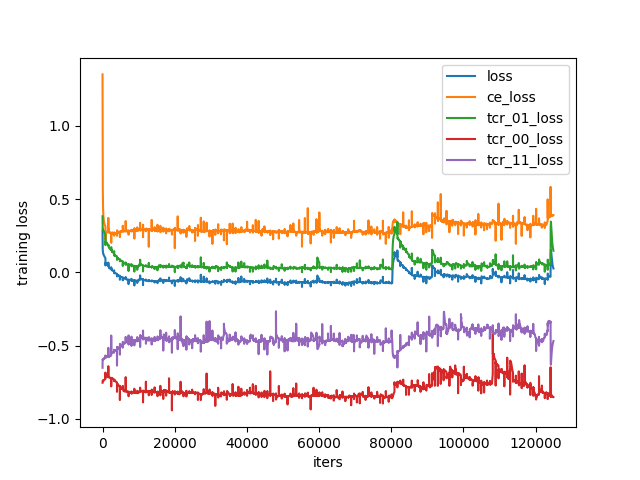 loss
ce_loss
tcr_01_loss
tcr_00_loss
tcr_11_loss
training loss
1.0
0.5
0.0
−0.5
−1.0
0
20000
40000
60000
80000
100000
120000
iters